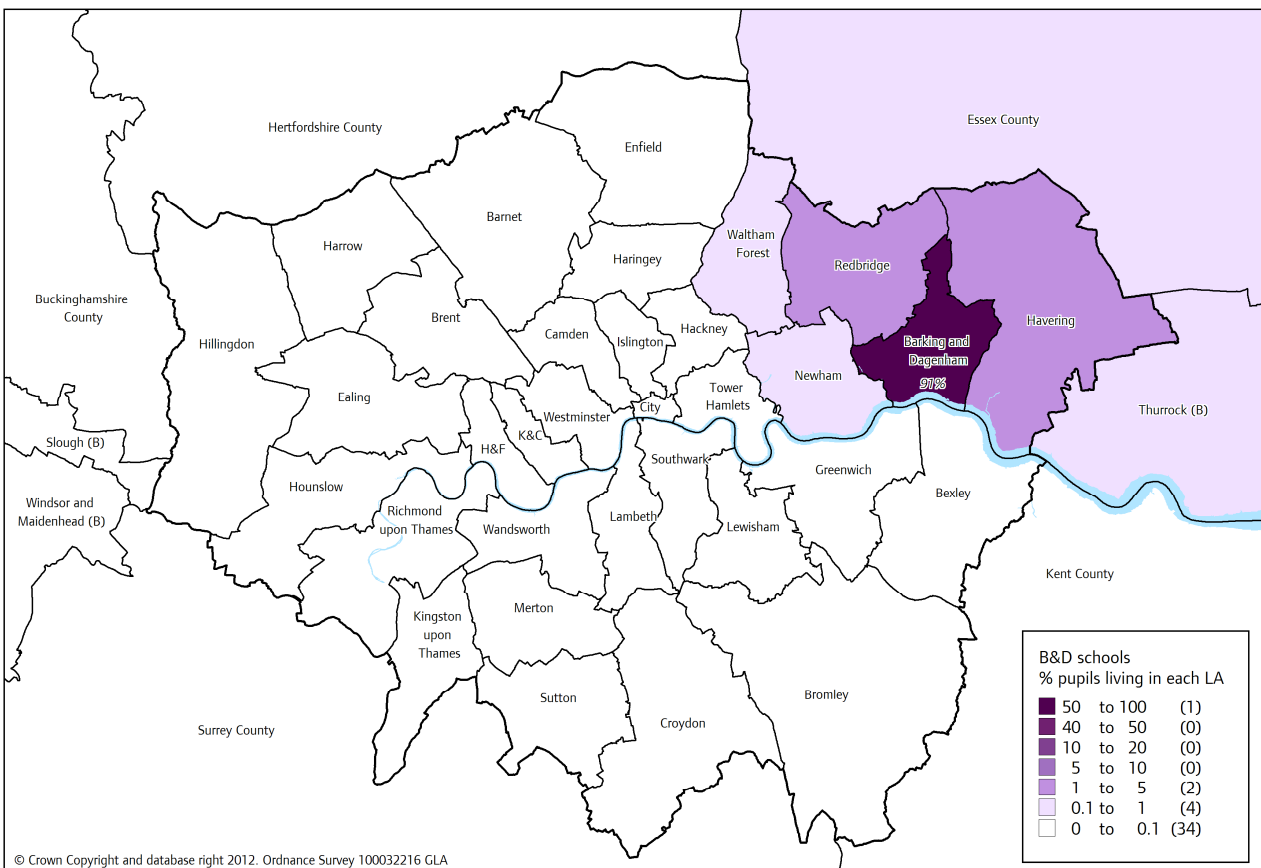 Hertfordshire County
Essex County
Enfield
Barnet
Waltham
Forest
Harrow
Haringey
Redbridge
Buckinghamshire
County
Brent
Hillingdon
Camden
Islington
Hackney
Havering
Barking and
Dagenham
91%
Newham
Ealing
Tower
Hamlets
City
Westminster
Thurrock (B)
K&C
H&F
Slough (B)
Southwark
Greenwich
Hounslow
Bexley
Windsor and
Maidenhead (B)
Richmond
upon Thames
Wandsworth
Lambeth
Lewisham
Kent County
Merton
Kingston
upon
Thames
Sutton
Bromley
Croydon
Surrey County
B&D schools
% pupils living in each LA
50 to 100 (1)
40 to 50 (0)
10 to 20 (0)
5 to 10 (0)
1 to 5 (2)
0.1 to 1 (4)
0 to 0.1 (34)
© Crown Copyright and database right 2012. Ordnance Survey 100032216 GLA